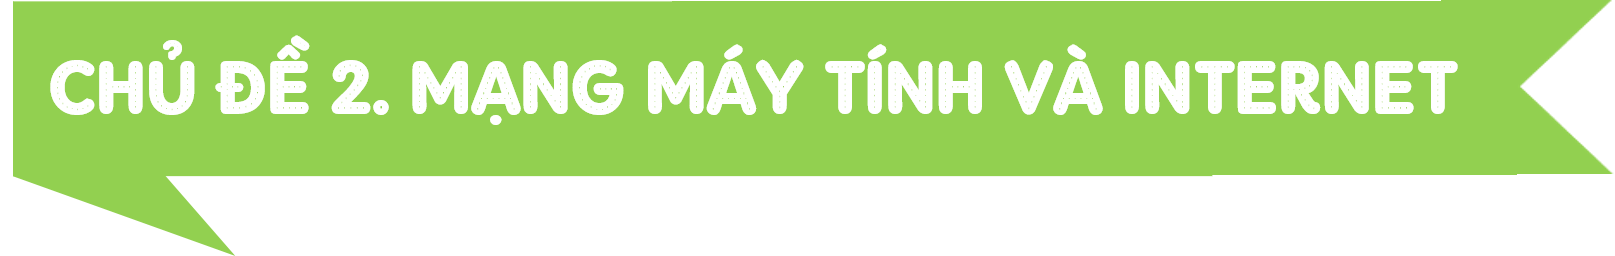 CHỦ ĐỀ 2. MẠNG MÁY TÍNH VÀ INTERNET